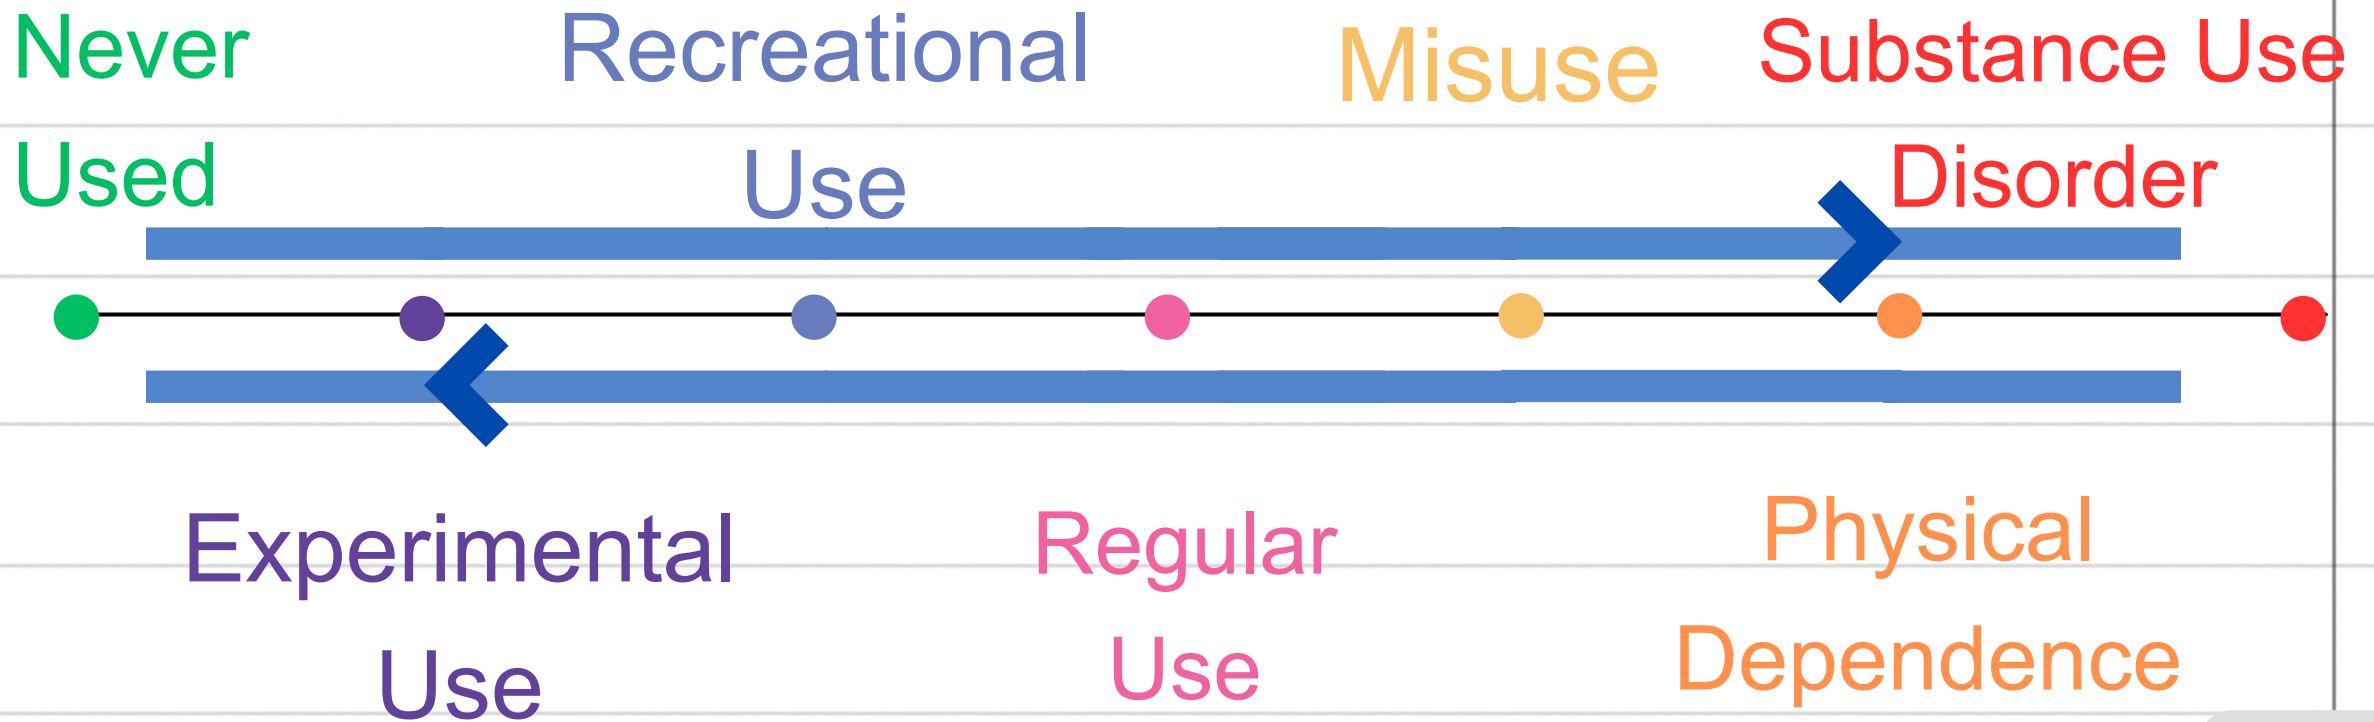 Never
Used
Recreational
Use
Misuse
Substance Use
Disorder
Experimental
Use
Regular
Use
Physical
Dependence